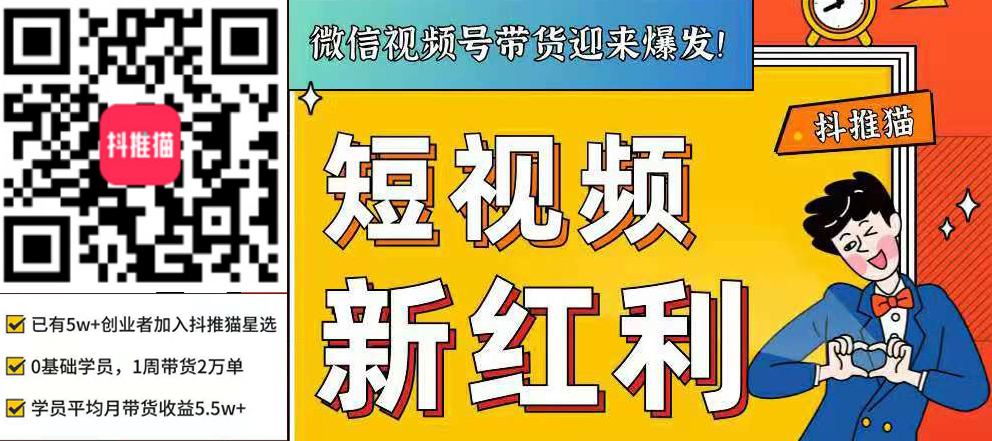 抖推猫
已有5w+创业者加入抖推猫星选
0基础学员，1周带货2万单
学员平均月带货收益5.5w+
微信视频号带货迎来爆发!
抖推猫
短视频
新红利